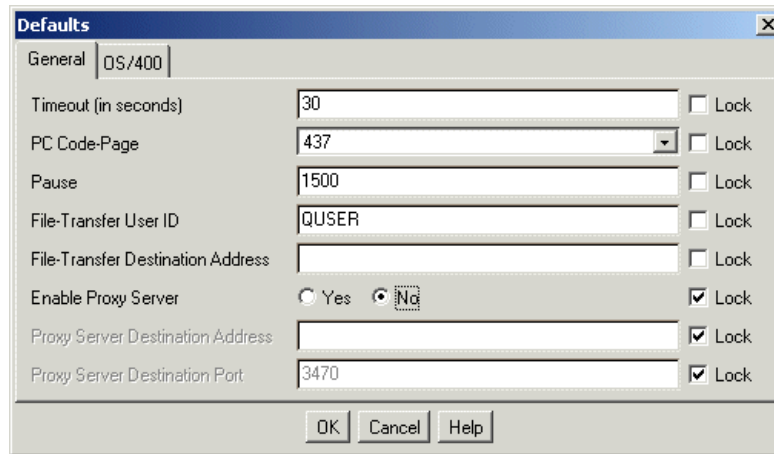 Defaults
General OS/400
Timeout (in seconds) 30 Lock
PC Code-Page 437 Lock
Pause 1500 Lock
File-Transfer User ID QUSER Lock
File-Transfer Destination Address Lock
Enable Proxy Server Yes No Lock
Proxy Server Destination Address Lock
Proxy Server Destination Port 3470 Lock
OK Cancel Help